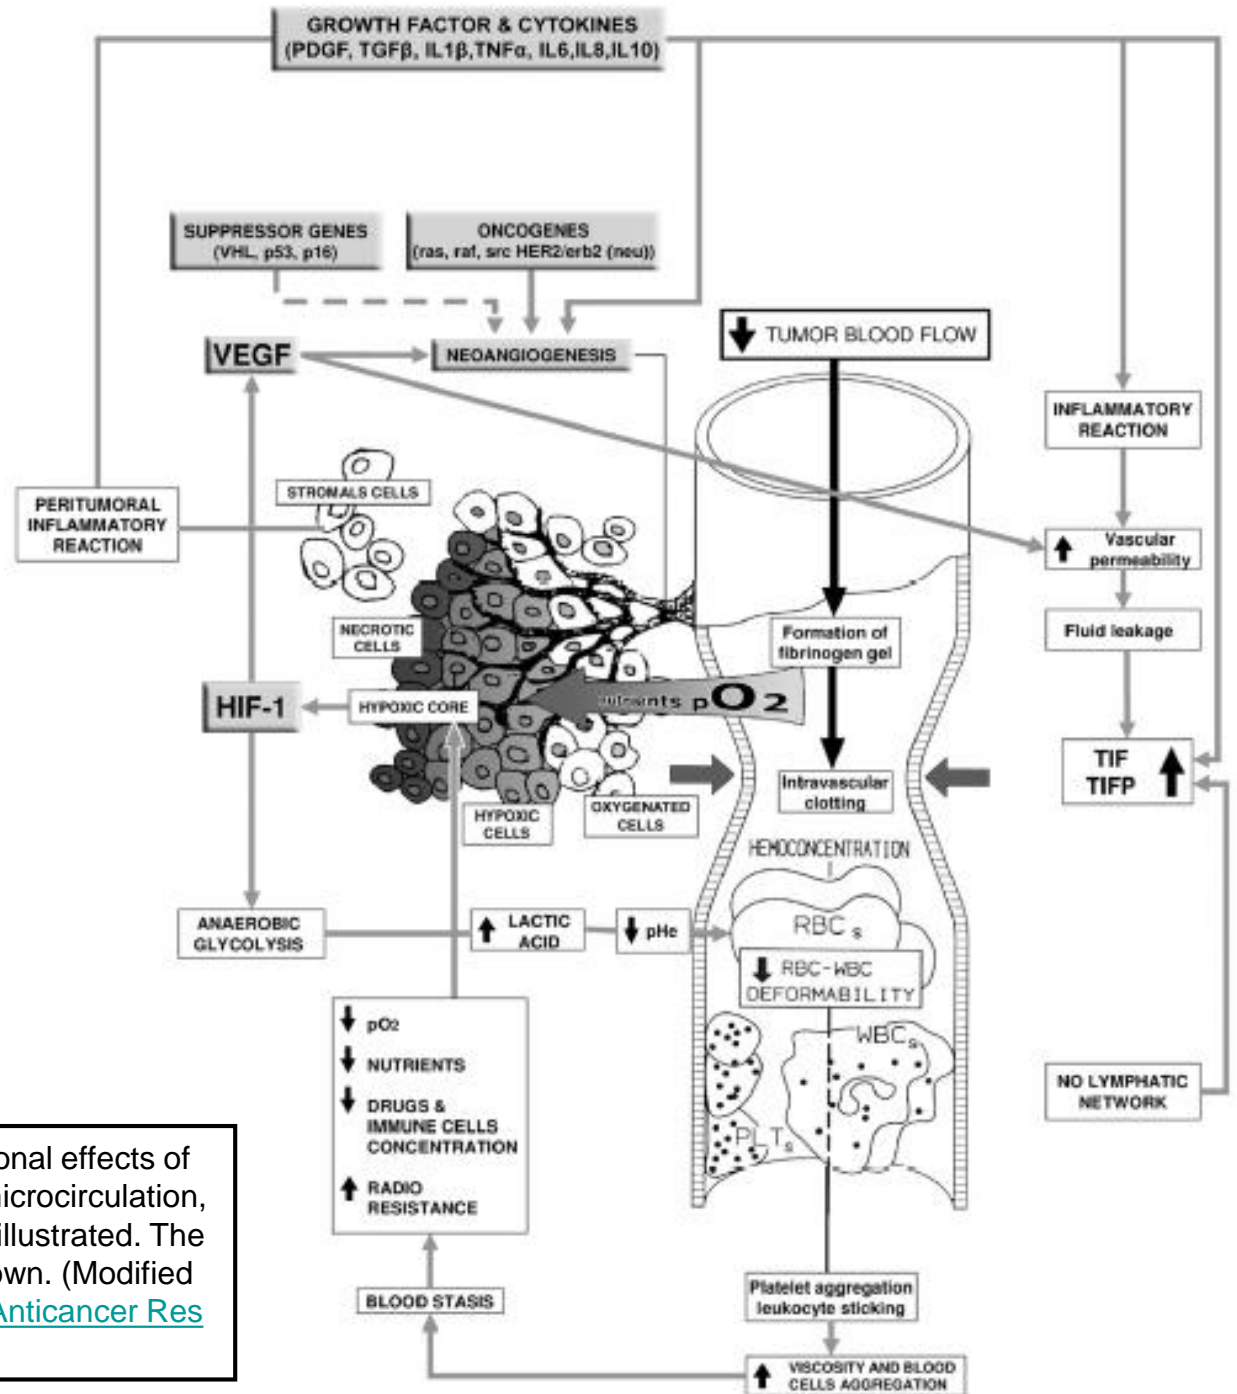 GROWTH FACTOR & CYTOKINES
(PDGF, TGFβ, IL1β,TNFα, IL6,IL8,IL10)
SUPPRESSOR GENES
(VHL, p53, p16)
ONCOGENES
(ras, raf, src HER2/erb2 (neu))
VEGF
NEOANGIOGENESIS
TUMOR BLOOD FLOW
INFLAMMATORY
REACTION
STROMALS CELLS
PERITUMORAL
INFLAMMATORY
REACTION
Vascular
permeability
NECROTIC
CELLS
Formation of
fibrinogen gel
Fluid leakage
HIF-1
HYPOXIC CORE
nutrients pO2
TIF
TIFP
Intravascular
clotting
HYPOXIC
CELLS
OXYGENATED
CELLS
HEMOCONCENTRATION
ANAEROBIC
GLYCOLYSIS
LACTIC
ACID
pHe
RBCs
RBC-WBC
DEFORMABILITY
pO2
NUTRIENTS
DRUGS &
IMMUNE CELLS
CONCENTRATION
RADIO
RESISTANCE
WBCs
PLTs
NO LYMPHATIC
NETWORK
onal effects of
nicrocirculation,
illustrated. The
own. (Modified
Anticancer Res
BLOOD STASIS
Platelet aggregation
leukocyte sticking
VISCOSITY AND BLOOD
CELLS AGGREGATION